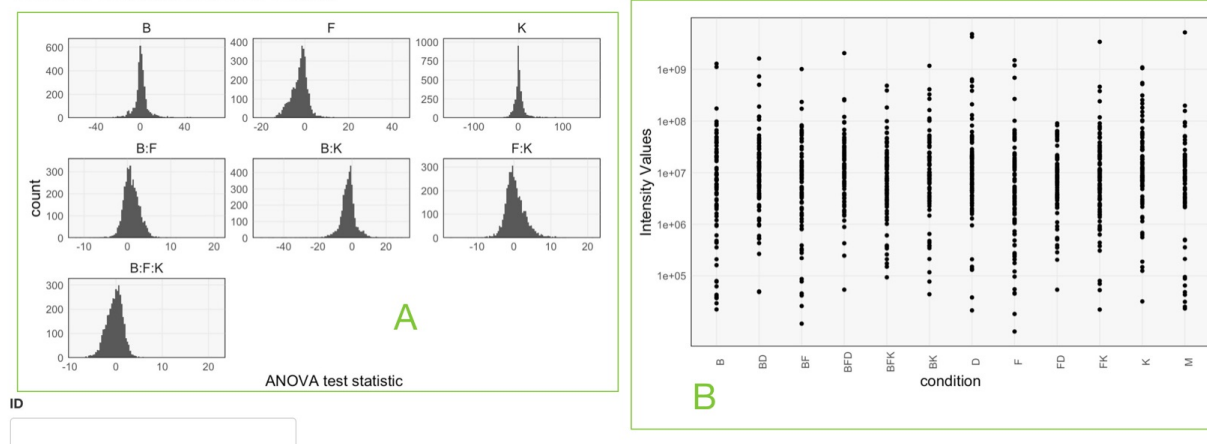 B F K
600 400 1000
400 300 750
200 200 500
100 250
0 0 0
-40 0 40 -20 0 20 40 -100 0 100
B:F B:K F:K
300 400 300
200 300 200
100 200 100
100
0 0 0
-10 0 10 20 -40 -20 0 20 -10 0 10 20
B:F:K
300
200
100
0
-10 0 10 20
count
A
ANOVA test statistic
ID
1e+09
1e+08
1e+07
1e+06
1e+05
Intensity Values
B BD BF BFD BFK BK D F FD FK K M
condition
B